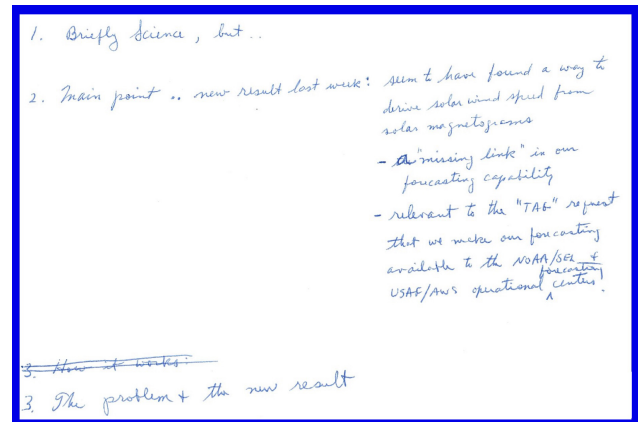 1. Briefly Science, but..
2. Main point .. new result last week: seem to have found a way to
derive solar wind speed from
solar magnetograms
- a "missing link" in our
forecasting capability
- relevant to the "TAG" request
that we make our forecasting
available to the NOAA/SEL &
USAF/AWS operational forecasting centers.
3. How it works:
3. The problem + the new result